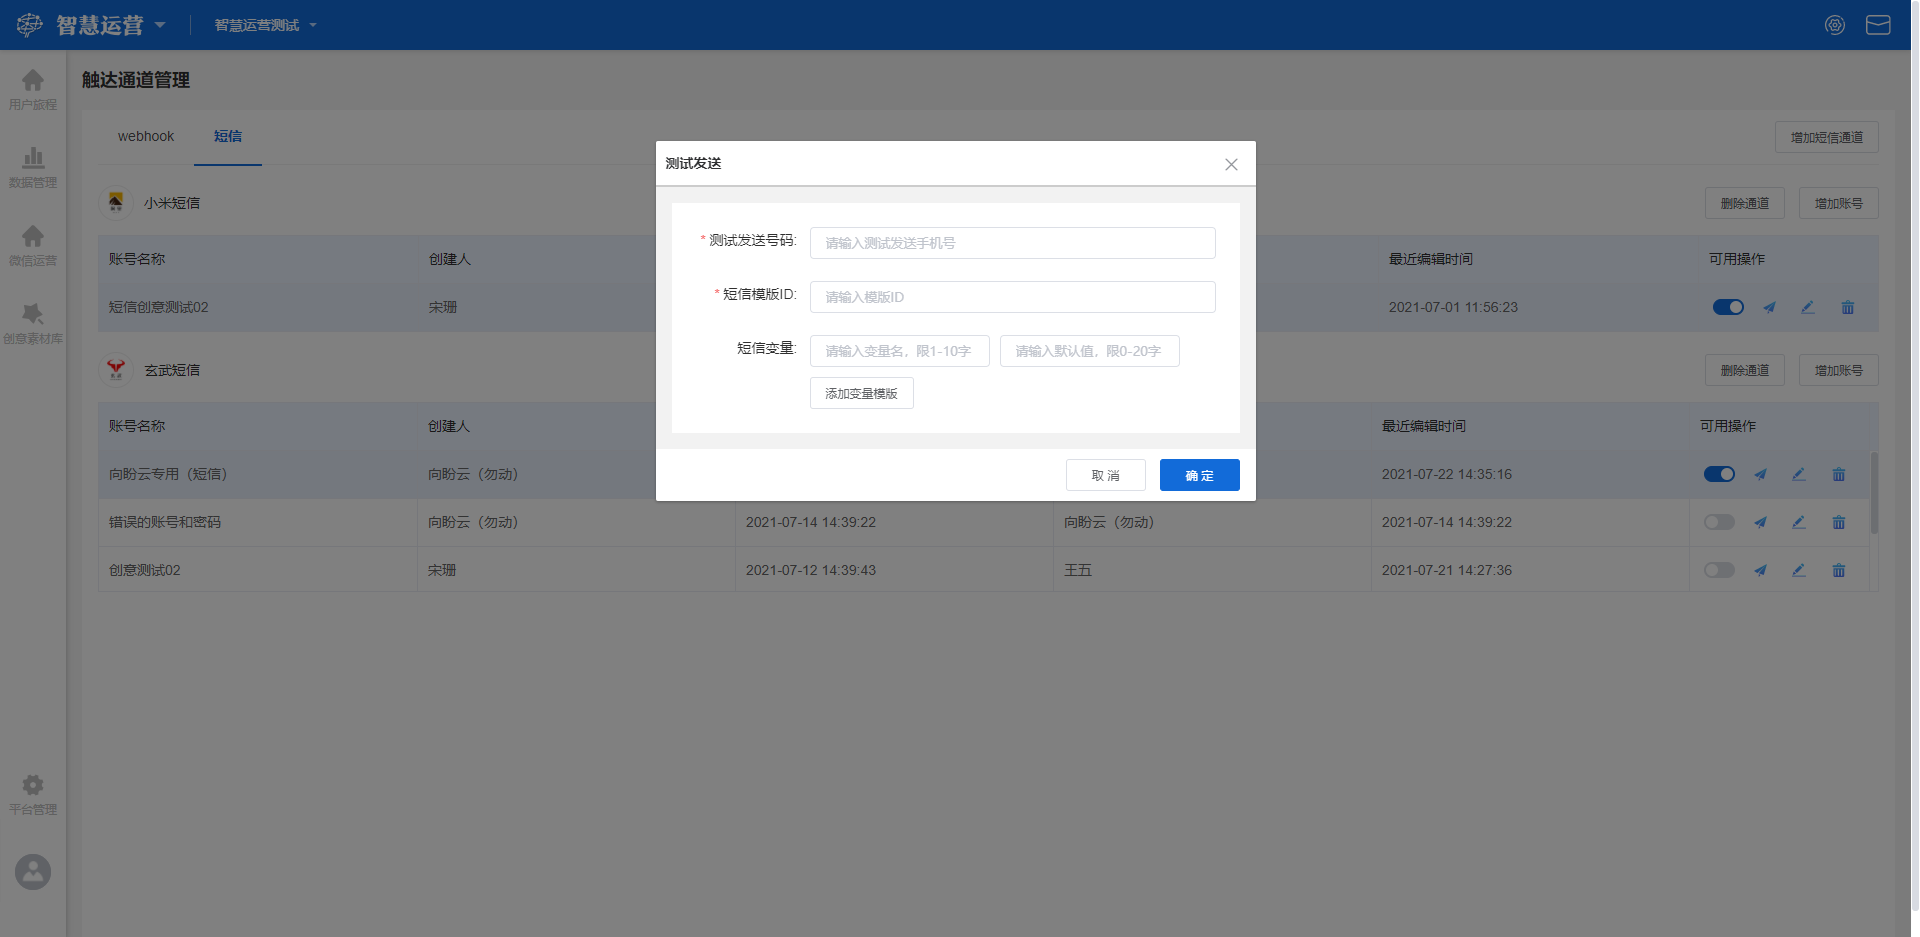 智慧运营
智慧运营测试
用户旅程
数据管理
微信运营
创意素材库
平台管理
触达通道管理
webhook
短信
增加短信通道
小米短信
删除通道
增加账号
账号名称
创建人
最近编辑时间
可用操作
短信创意测试02
宋珊
2021-07-01 11:56:23
玄武短信
删除通道
增加账号
账号名称
创建人
最近编辑时间
可用操作
向盼云专用（短信）
向盼云（勿动）
2021-07-22 14:35:16
错误的账号和密码
向盼云（勿动）
2021-07-14 14:39:22
向盼云（勿动）
2021-07-14 14:39:22
创意测试02
宋珊
2021-07-12 14:39:43
王五
2021-07-21 14:27:36
测试发送
* 测试发送号码:
请输入测试发送手机号
* 短信模版ID:
请输入模版ID
短信变量:
请输入变量名，限1-10字
请输入默认值，限0-20字
添加变量模版
取 消
确 定